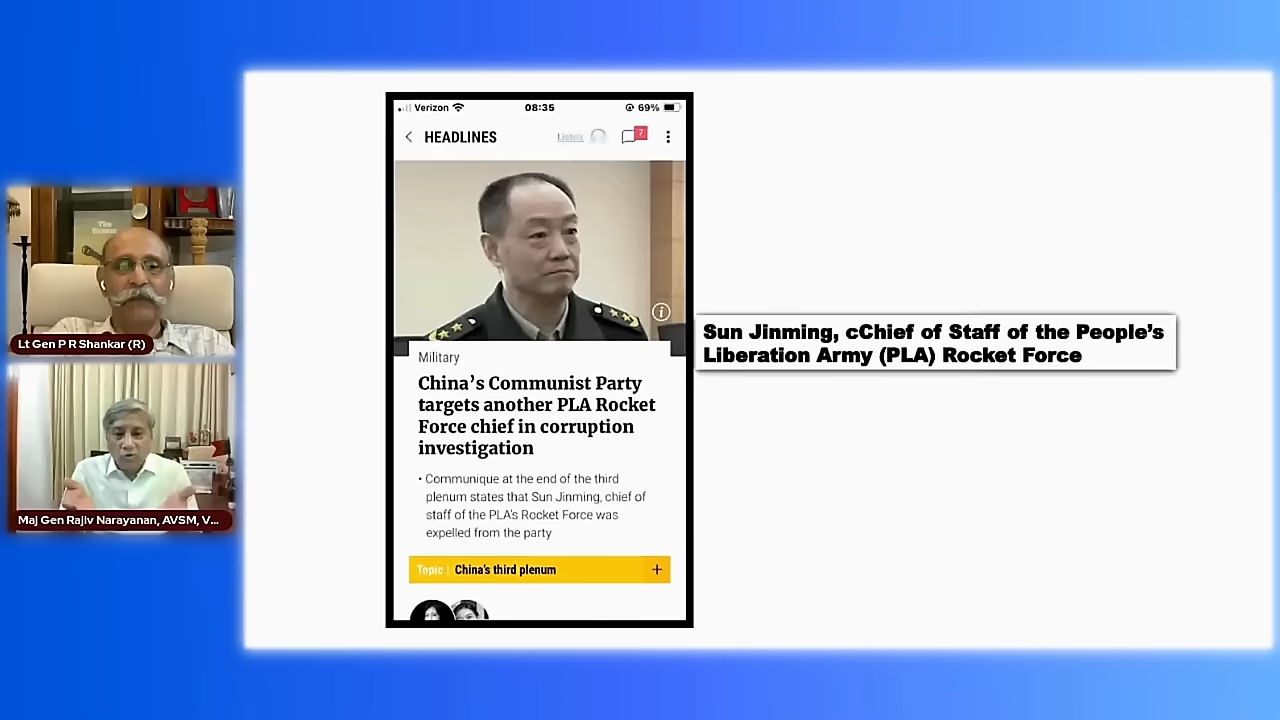 Verizon 08:35 69%
HEADLINES Listen 7
Military
China's Communist Party
targets another PLA Rocket
Force chief in corruption
investigation
• Communique at the end of the third
plenum states that Sun Jinming, chief of
staff of the PLA's Rocket Force was
expelled from the party
Topic | China's third plenum +
Sun Jinming, cChief of Staff of the People's
Liberation Army (PLA) Rocket Force
Lt Gen P R Shankar (R)
Maj Gen Rajiv Narayanan, AVSM, V...